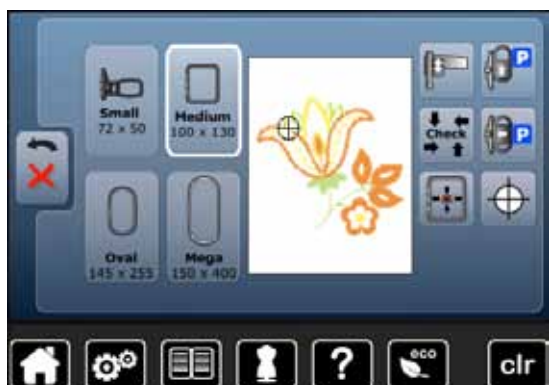 Small
72 x 50
Medium
100 x 130
Oval
145 x 255
Mega
150 x 400
Check
P
P
?
eco
clr